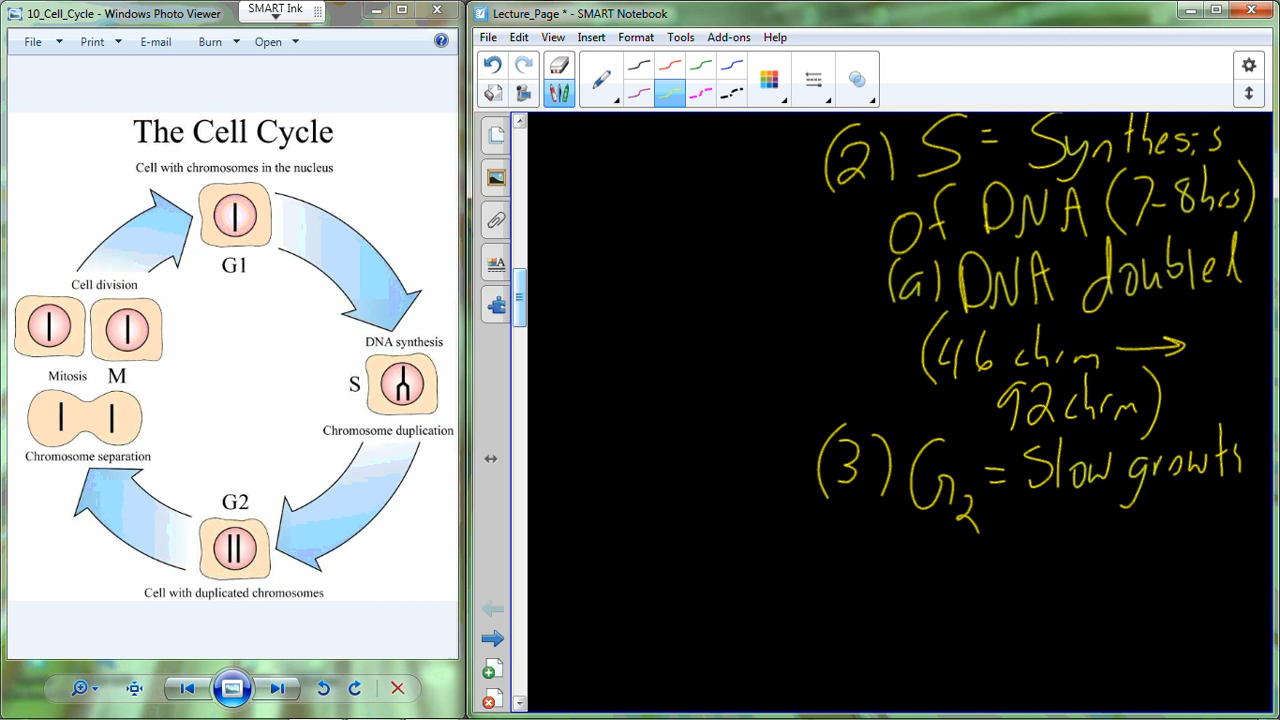 10_Cell_Cycle - Windows Photo Viewer
SMART Ink
File Print E-mail Burn Open
The Cell Cycle
Cell with chromosomes in the nucleus
G1
Cell division
DNA synthesis
S
Mitosis M
Chromosome duplication
Chromosome separation
G2
Cell with duplicated chromosomes
Lecture_Page * - SMART Notebook
File Edit View Insert Format Tools Add-ons Help
(2) S = Synthesis
of DNA (7-8hrs)
(a) DNA doubled
(46 chrm →
92 chrm)
(3) G2 = Slow growth